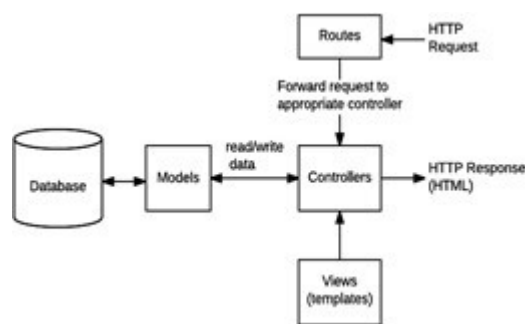 Routes
HTTP
Request
Forward request to
appropriate controller
Database
Models
read/write
data
Controllers
HTTP Response
(HTML)
Views
(templates)